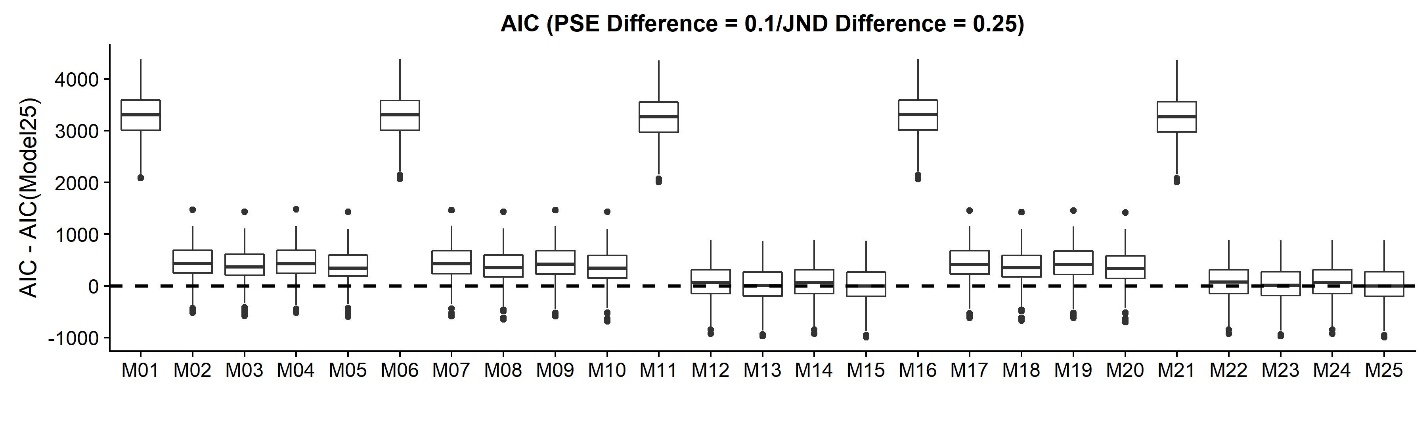 AIC (PSE Difference = 0.1/JND Difference = 0.25)
AIC - AIC(Model25)
4000
3000
2000
1000
0
-1000
M01 M02 M03 M04 M05 M06 M07 M08 M09 M10 M11 M12 M13 M14 M15 M16 M17 M18 M19 M20 M21 M22 M23 M24 M25